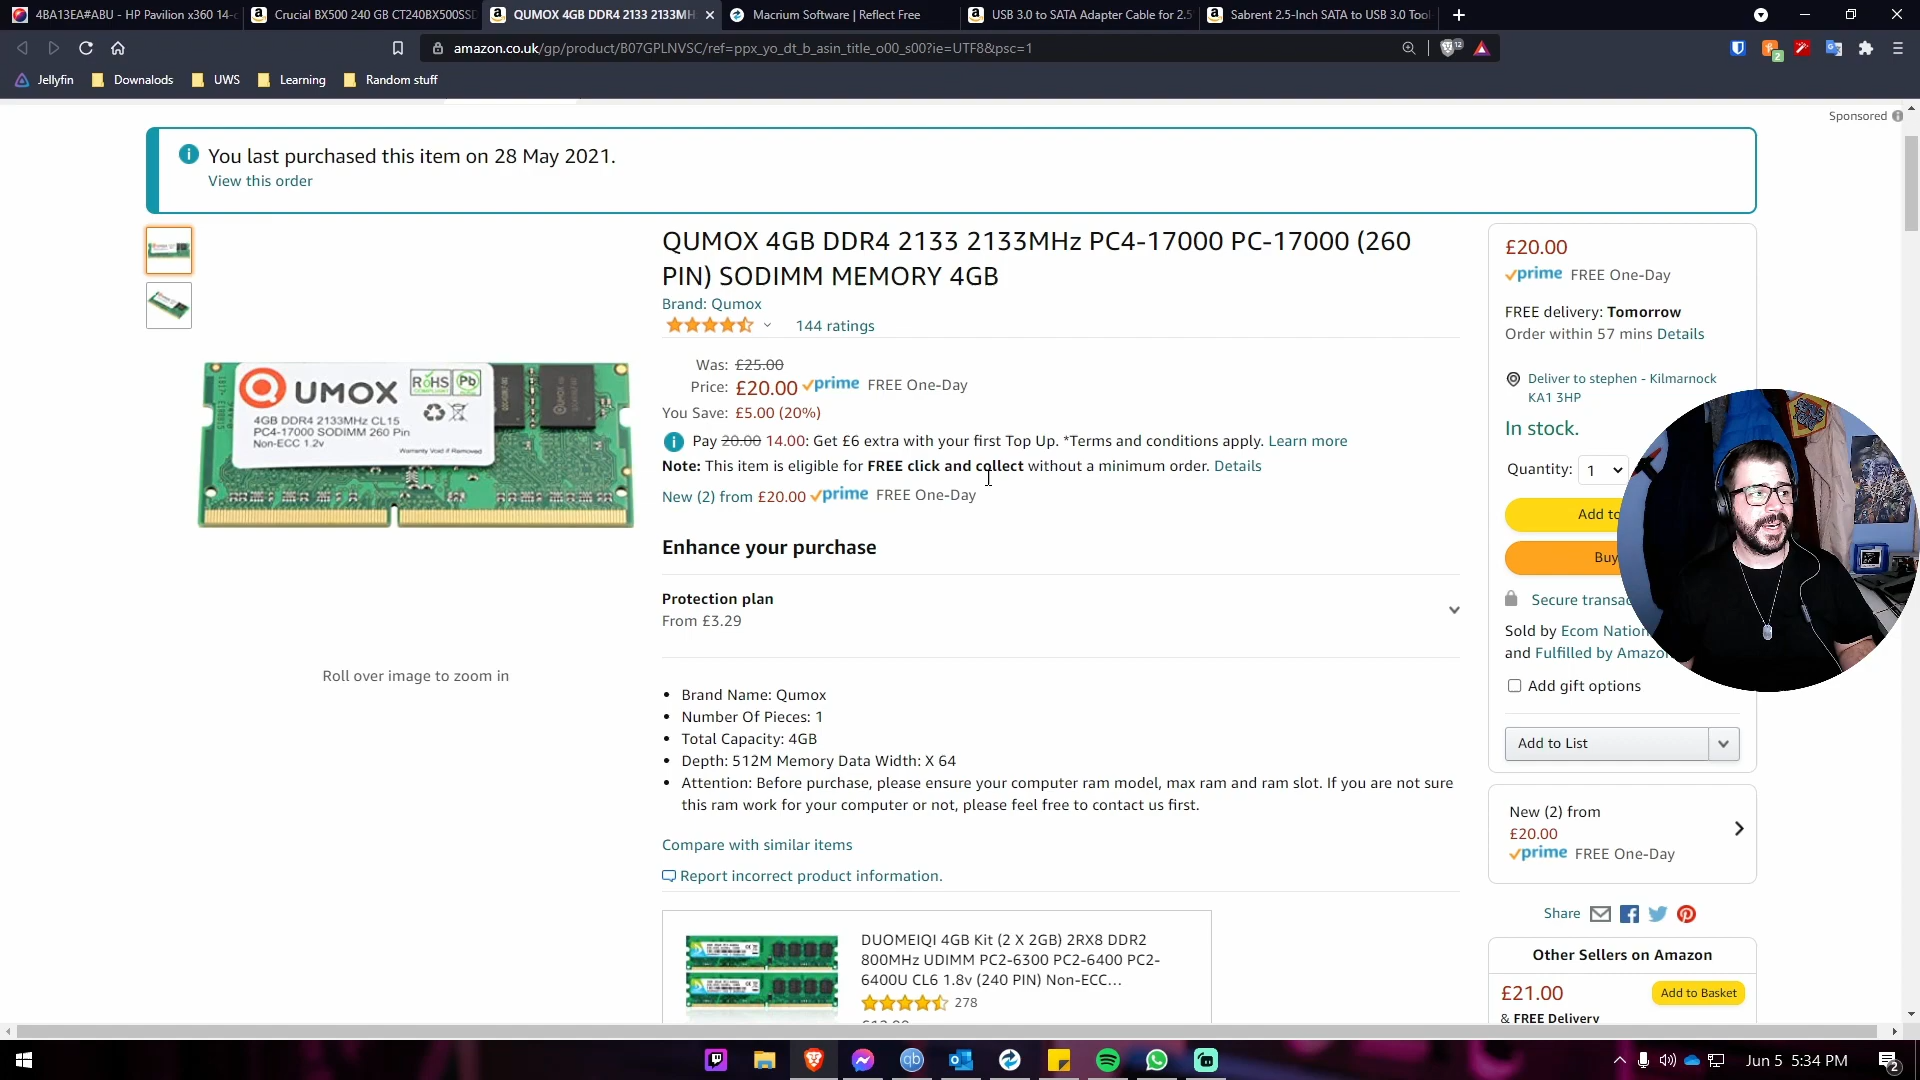 4BA13EA#ABU - HP Pavilion x360 14-c
Crucial BX500 240 GB CT240BX500SSD
QUMOX 4GB DDR4 2133 2133MH
Macrium Software | Reflect Free
USB 3.0 to SATA Adapter Cable for 2.5
Sabrent 2.5-Inch SATA to USB 3.0 Tool
amazon.co.uk/gp/product/B07GPLNVSC/ref=ppx_yo_dt_b_asin_title_o00_s00?ie=UTF8&psc=1
12
2
Jellyfin
Downalods
UWS
Learning
Random stuff
Sponsored
You last purchased this item on 28 May 2021.
View this order
QUMOX 4GB DDR4 2133 2133MHz PC4-17000 PC-17000 (260
PIN) SODIMM MEMORY 4GB
Brand: Qumox
144 ratings
Was: £25.00
Price: £20.00 prime FREE One-Day
You Save: £5.00 (20%)
Pay 20.00 14.00: Get £6 extra with your first Top Up. *Terms and conditions apply. Learn more
Note: This item is eligible for FREE click and collect without a minimum order. Details
New (2) from £20.00 prime FREE One-Day
QUMOX
RoHS
COMPLIANT
Pb
4GB DDR4 2133MHz CL15
PC4-17000 SODIMM 260 Pin
Non-ECC 1.2v
Warranty Void if Removed
Roll over image to zoom in
Enhance your purchase
Protection plan
From £3.29
Brand Name: Qumox
Number Of Pieces: 1
Total Capacity: 4GB
Depth: 512M Memory Data Width: X 64
Attention: Before purchase, please ensure your computer ram model, max ram and ram slot. If you are not sure
this ram work for your computer or not, please feel free to contact us first.
Compare with similar items
Report incorrect product information.
DUOMEIQI 4GB Kit (2 X 2GB) 2RX8 DDR2
800MHz UDIMM PC2-6300 PC2-6400 PC2-
6400U CL6 1.8v (240 PIN) Non-ECC...
278
£20.00
prime FREE One-Day
FREE delivery: Tomorrow
Order within 57 mins Details
Deliver to stephen - Kilmarnock
KA1 3HP
In stock.
Quantity: 1
Add to
Buy
Secure transac
Sold by Ecom Nation
and Fulfilled by Amazon
Add gift options
Add to List
New (2) from
£20.00
prime FREE One-Day
Share
Other Sellers on Amazon
£21.00
Add to Basket
& FREE Delivery
Jun 5 5:34 PM
2